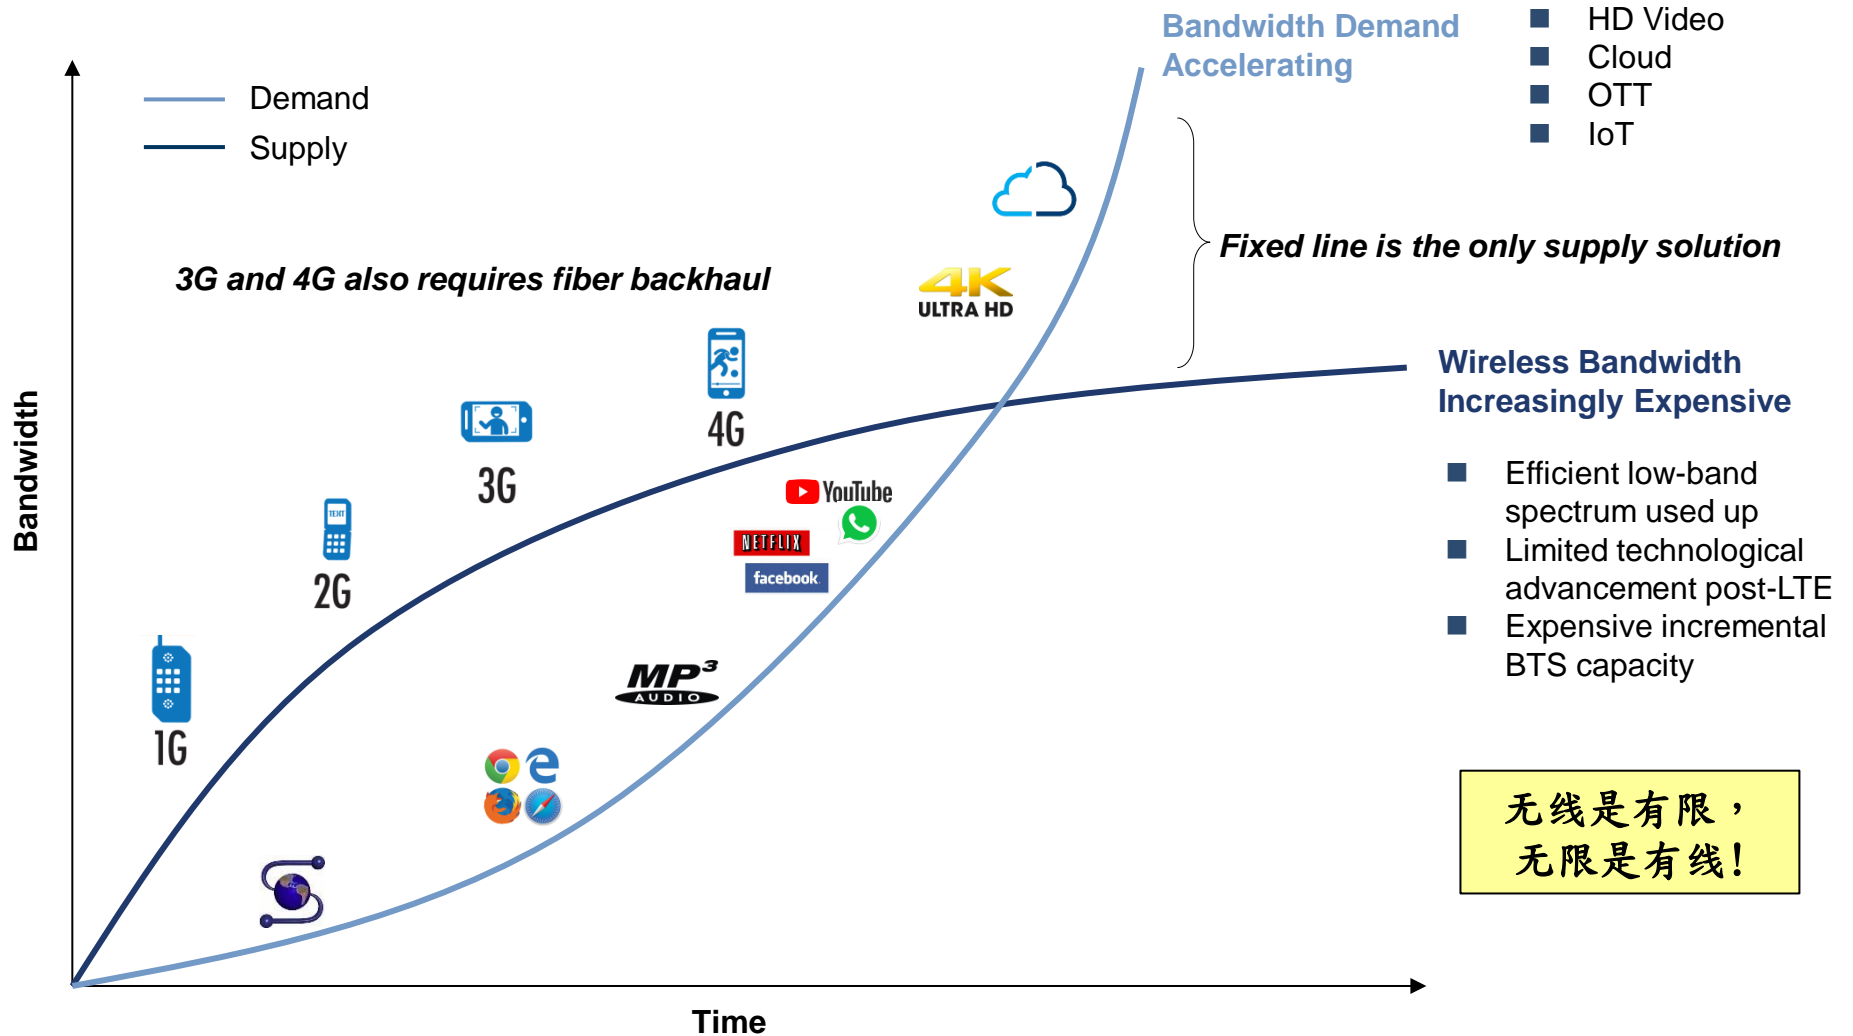 Bandwidth Demand
Accelerating
HD Video
Cloud
OTT
IoT
Demand
Supply
Fixed line is the only supply solution
3G and 4G also requires fiber backhaul
4K
ULTRA HD
Wireless Bandwidth
Increasingly Expensive
Efficient low-band
spectrum used up
Limited technological
advancement post-LTE
Expensive incremental
BTS capacity
4G
3G
TEXT
2G
1G
YouTube
NETFLIX
facebook
MP3
AUDIO
无线是有限，
无限是有线!
Bandwidth
Time